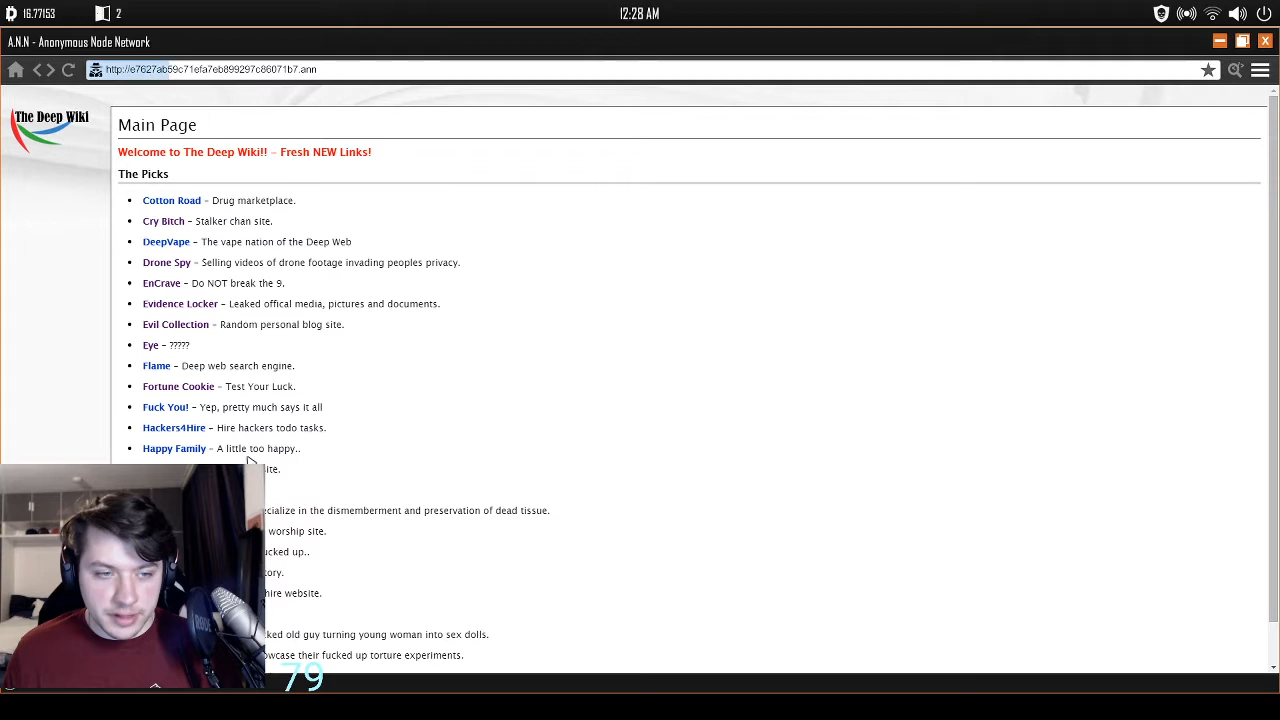 16.77153
2
12:28 AM
A.N.N - Anonymous Node Network
http://e7627ab59c71efa7eb899297c86071b7.ann
The Deep Wiki
Main Page
Welcome to The Deep Wiki!! - Fresh NEW Links!
The Picks
Cotton Road - Drug marketplace.
Cry Bitch - Stalker chan site.
DeepVape - The vape nation of the Deep Web
Drone Spy - Selling videos of drone footage invading peoples privacy.
EnCrave - Do NOT break the 9.
Evidence Locker - Leaked offical media, pictures and documents.
Evil Collection - Random personal blog site.
Eye - ?????
Flame - Deep web search engine.
Fortune Cookie - Test Your Luck.
Fuck You! - Yep, pretty much says it all
Hackers4Hire - Hire hackers todo tasks.
Happy Family - A little too happy..
ite.
ecialize in the dismemberment and preservation of dead tissue.
worship site.
ucked up..
tory.
hire website.
cked old guy turning young woman into sex dolls.
owcase their fucked up torture experiments.
RODE
79